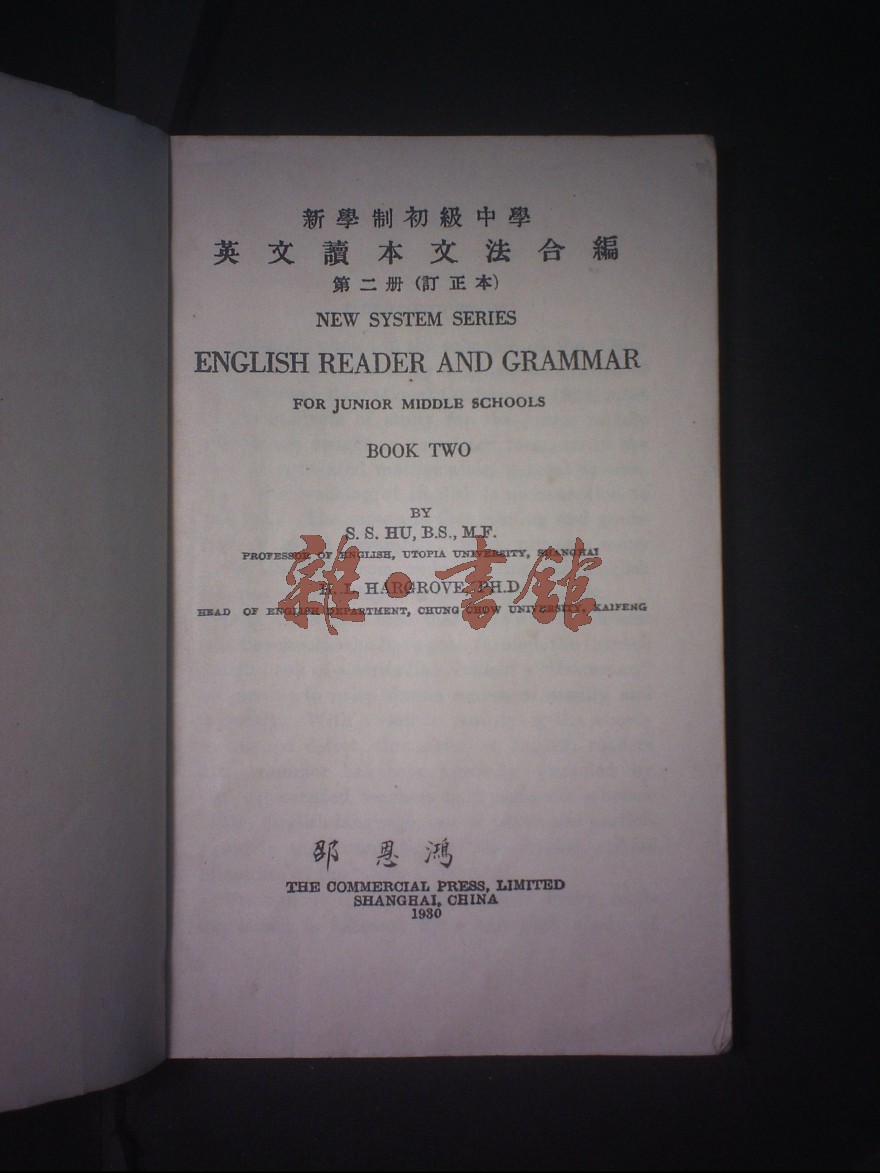 新學制初級中學
英文讀本文法合編
第二册(訂正本)
NEW SYSTEM SERIES
ENGLISH READER AND GRAMMAR
FOR JUNIOR MIDDLE SCHOOLS
BOOK TWO
BY
S. S. HU, B.S., M.F.
PROFESSOR OF ENGLISH, UTOPIA UNIVERSITY, SHANGHAI
H. L. HARGROVE, PH.D.
HEAD OF ENGLISH DEPARTMENT, CHUNG CHOW UNIVERSITY, KAIFENG
雜·書館
邵恩鴻
THE COMMERCIAL PRESS, LIMITED
SHANGHAI, CHINA
1930